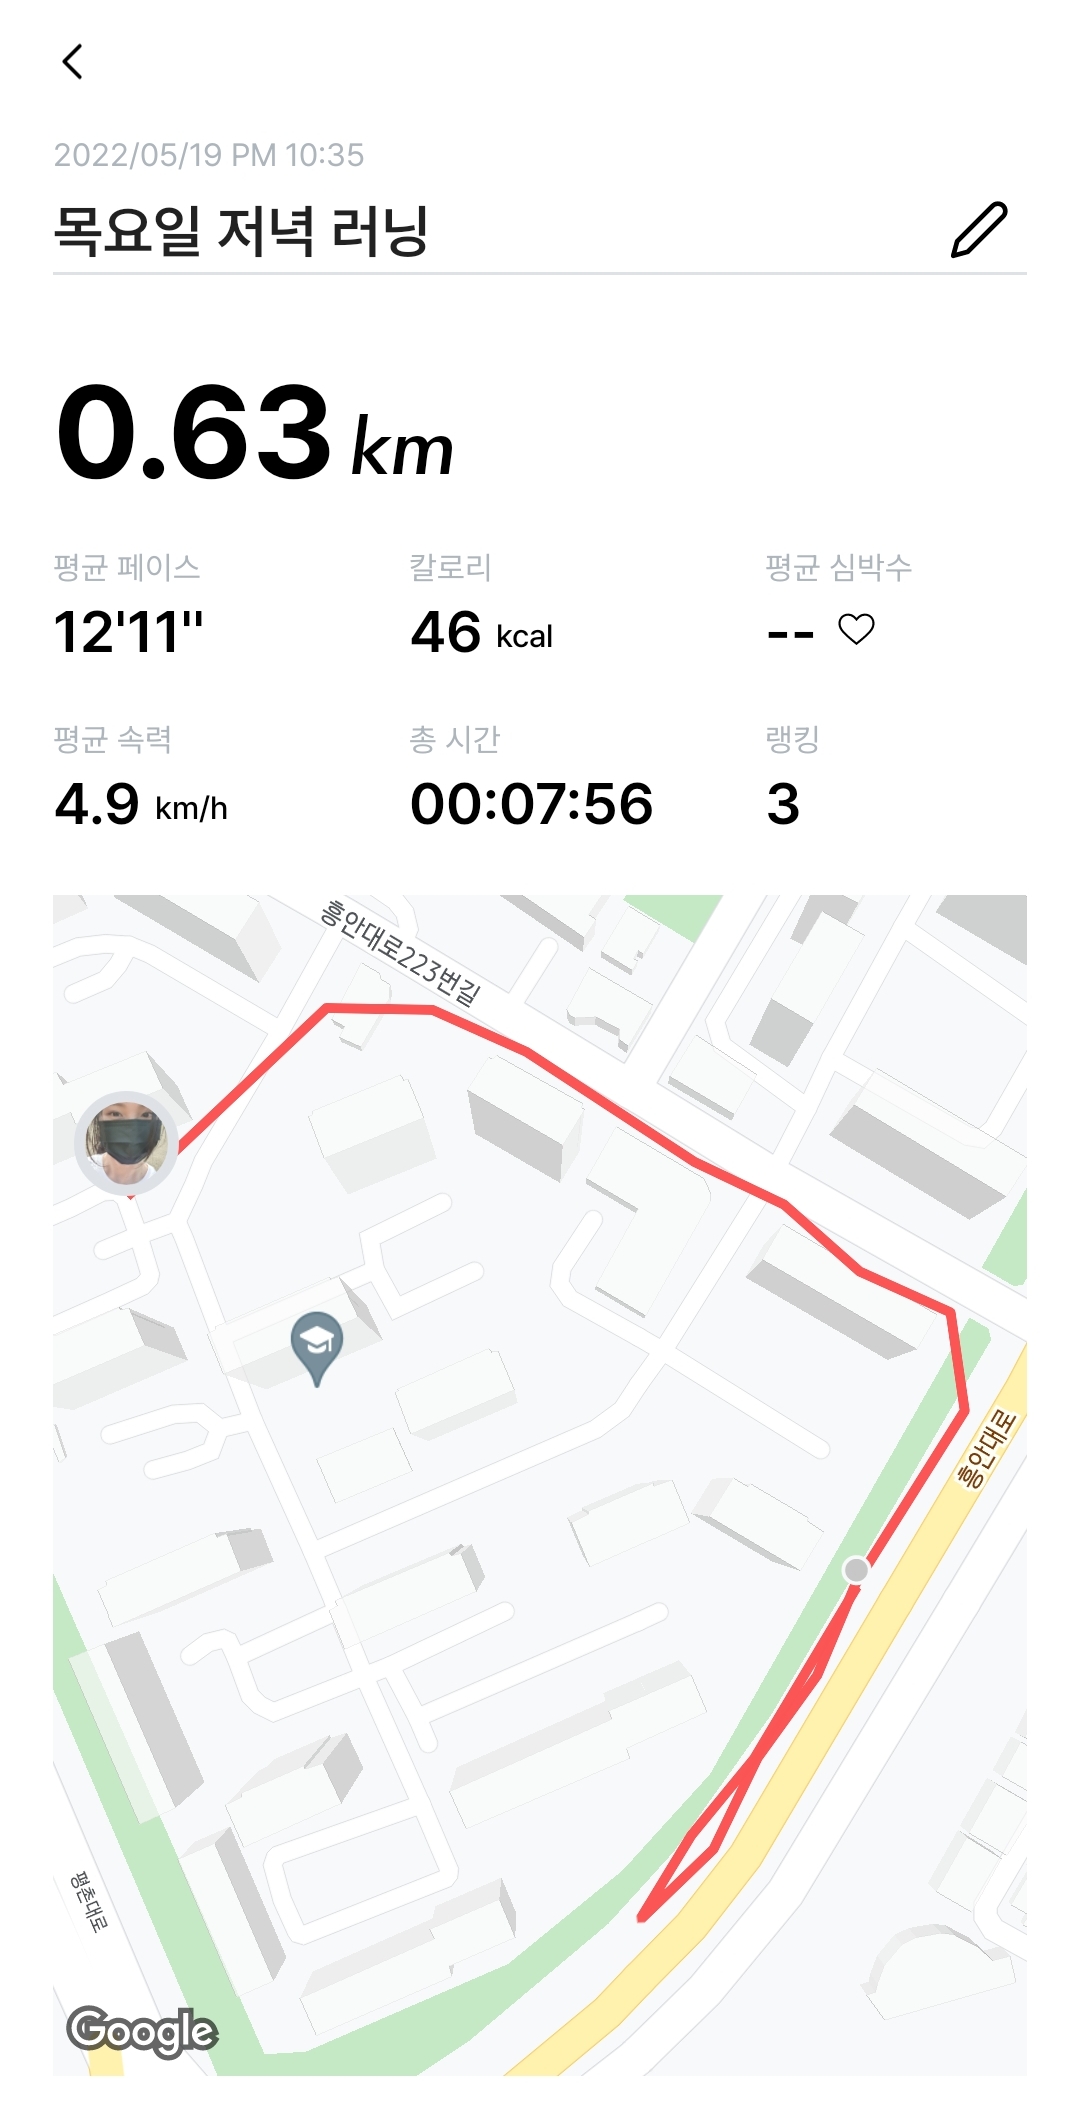 2022/05/19 PM 10:35
목요일 저녁 러닝
0.63 km
평균 페이스 칼로리 평균 심박수
12'11" 46 kcal --
평균 속력 총 시간 랭킹
4.9 km/h 00:07:56 3
흥안대로223번길
흥안대로
평촌대로
Google